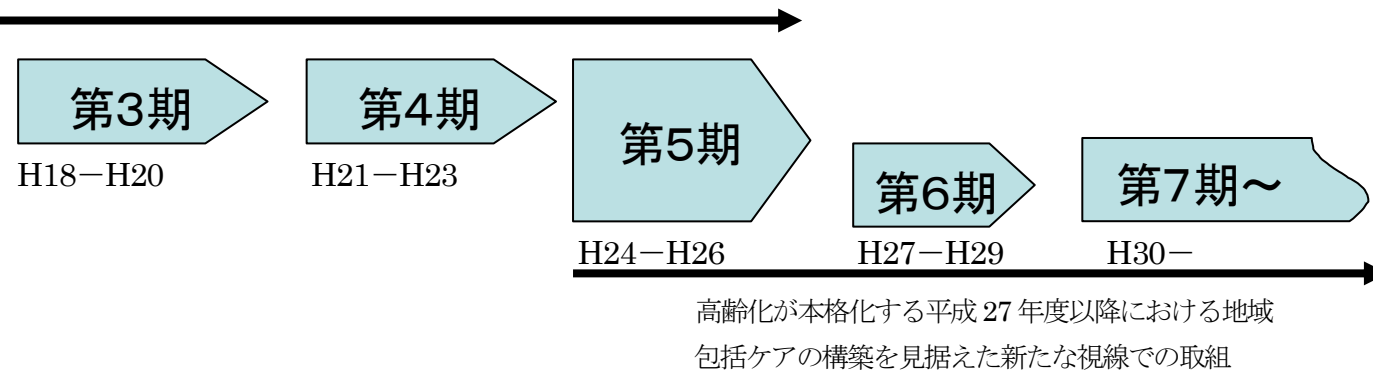 第3期
第4期
第5期
第6期
第7期～
H18－H20
H21－H23
H24－H26
H27－H29
H30－
高齢化が本格化する平成 27 年度以降における地域
包括ケアの構築を見据えた新たな視線での取組